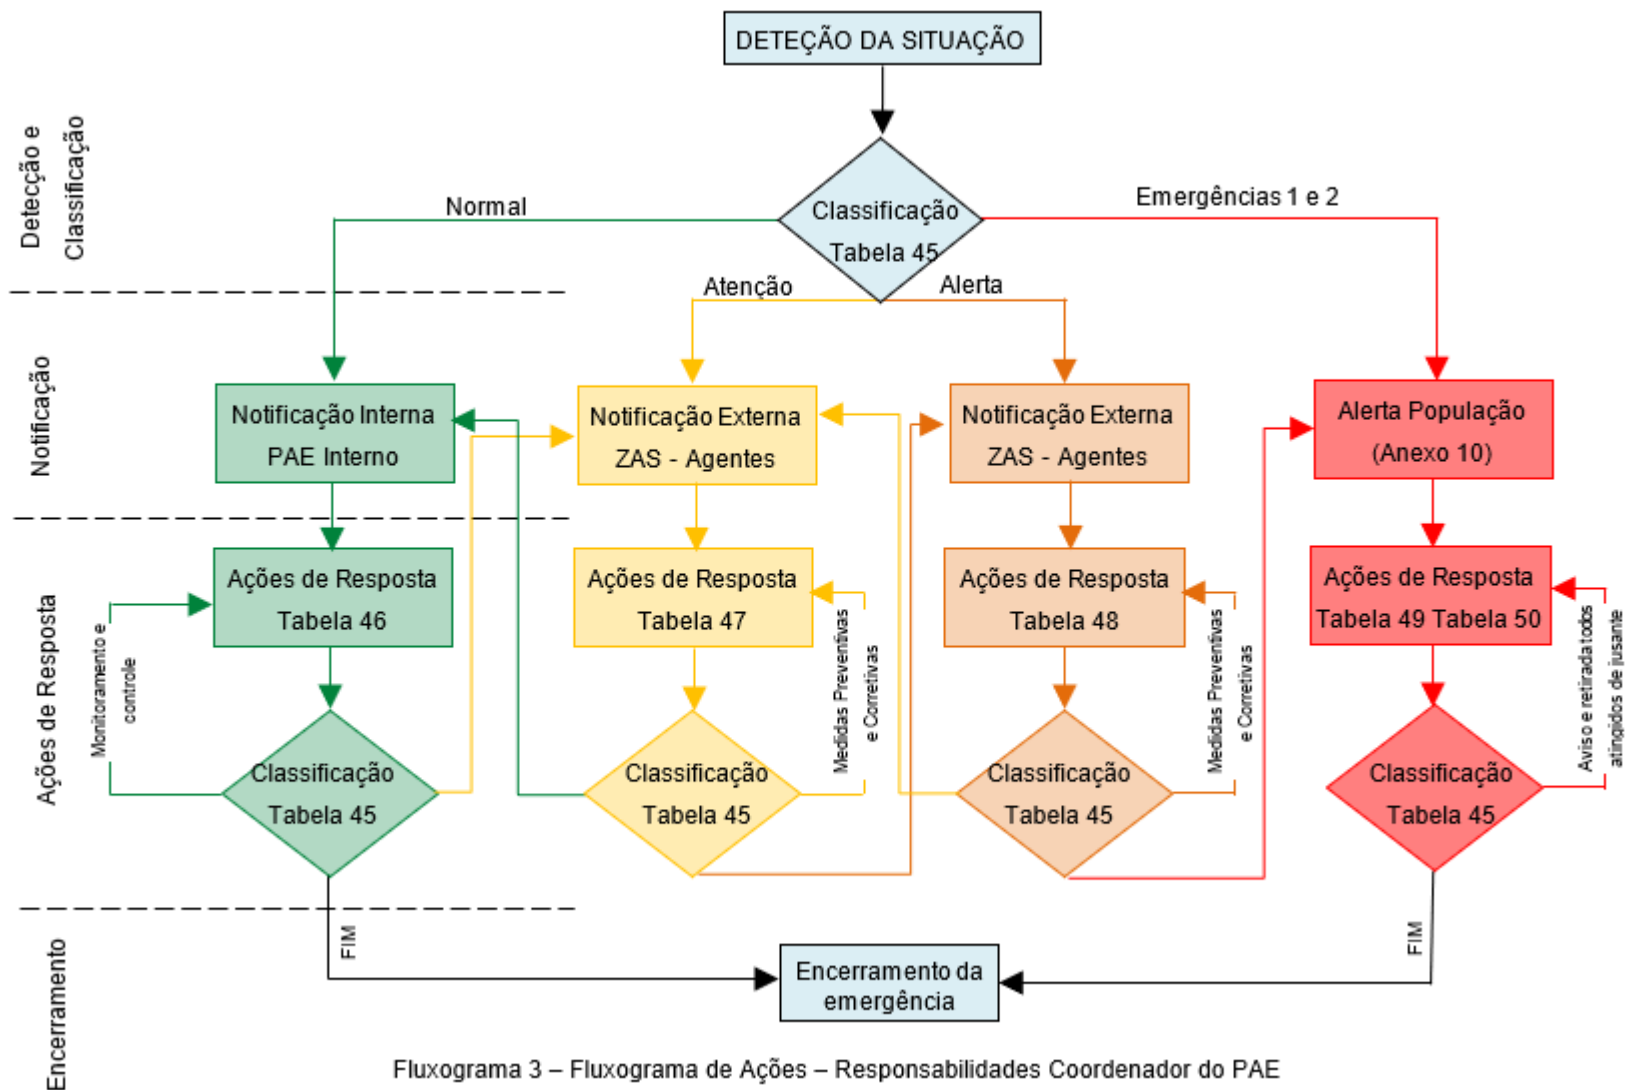 DETEÇÃO DA SITUAÇÃO
Detecção e
Classificação
Classificação
Tabela 45
Normal
Emergências 1 e 2
Atenção
Alerta
Notificação
Notificação Interna
PAE Interno
Notificação Externa
ZAS - Agentes
Notificação Externa
ZAS - Agentes
Alerta População
(Anexo 10)
Ações de Resposta
Ações de Resposta
Tabela 46
Ações de Resposta
Tabela 47
Ações de Resposta
Tabela 48
Ações de Resposta
Tabela 49 Tabela 50
Monitoramento e
controle
Medidas Preventivas
e Corretivas
Medidas Preventivas
e Corretivas
Aviso e retirada todos
atingidos de jusante
Classificação
Tabela 45
Classificação
Tabela 45
Classificação
Tabela 45
Classificação
Tabela 45
Encerramento
FIM
FIM
Encerramento da
emergência
Fluxograma 3 – Fluxograma de Ações – Responsabilidades Coordenador do PAE